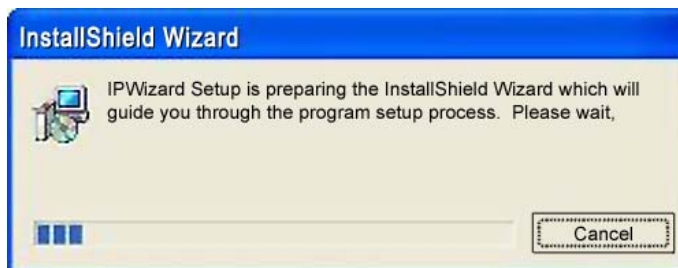 InstallShield Wizard
IPWizard Setup is preparing the InstallShield Wizard which will
guide you through the program setup process.  Please wait,
Cancel